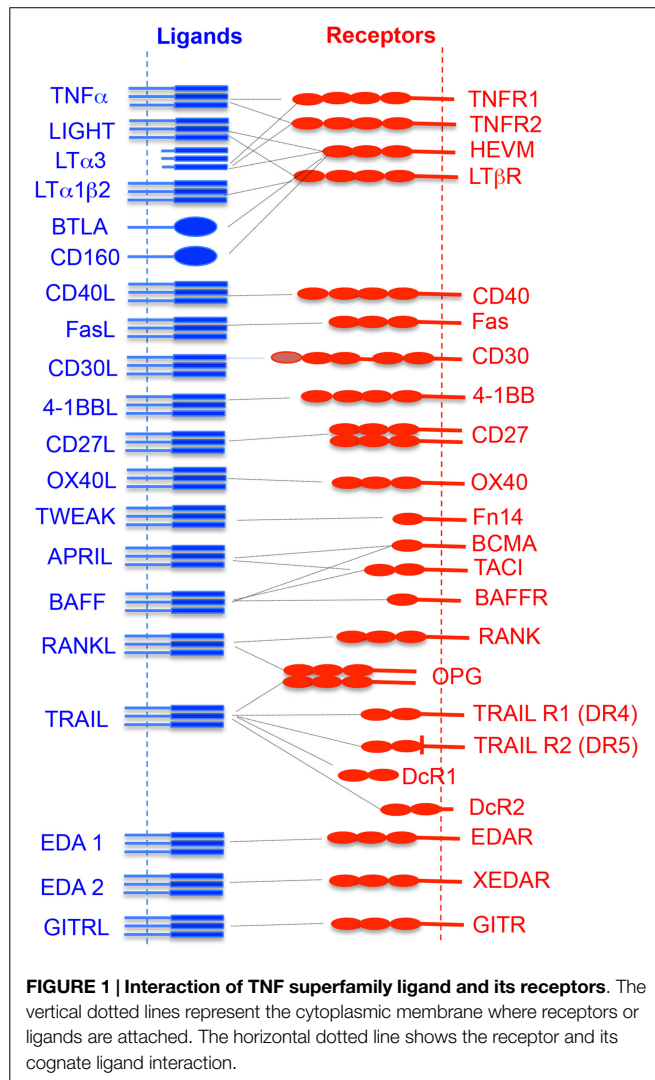 Ligands
Receptors
TNFα
LIGHT
LTα3
LTα1β2
BTLA
CD160
CD40L
FasL
CD30L
4-1BBL
CD27L
OX40L
TWEAK
APRIL
BAFF
RANKL
TRAIL
EDA 1
EDA 2
GITRL
TNFR1
TNFR2
HEVM
LTβR
CD40
Fas
CD30
4-1BB
CD27
OX40
Fn14
BCMA
TACI
BAFFR
RANK
OPG
TRAIL R1 (DR4)
TRAIL R2 (DR5)
DcR1
DcR2
EDAR
XEDAR
GITR
FIGURE 1 | Interaction of TNF superfamily ligand and its receptors. The
vertical dotted lines represent the cytoplasmic membrane where receptors or
ligands are attached. The horizontal dotted line shows the receptor and its
cognate ligand interaction.